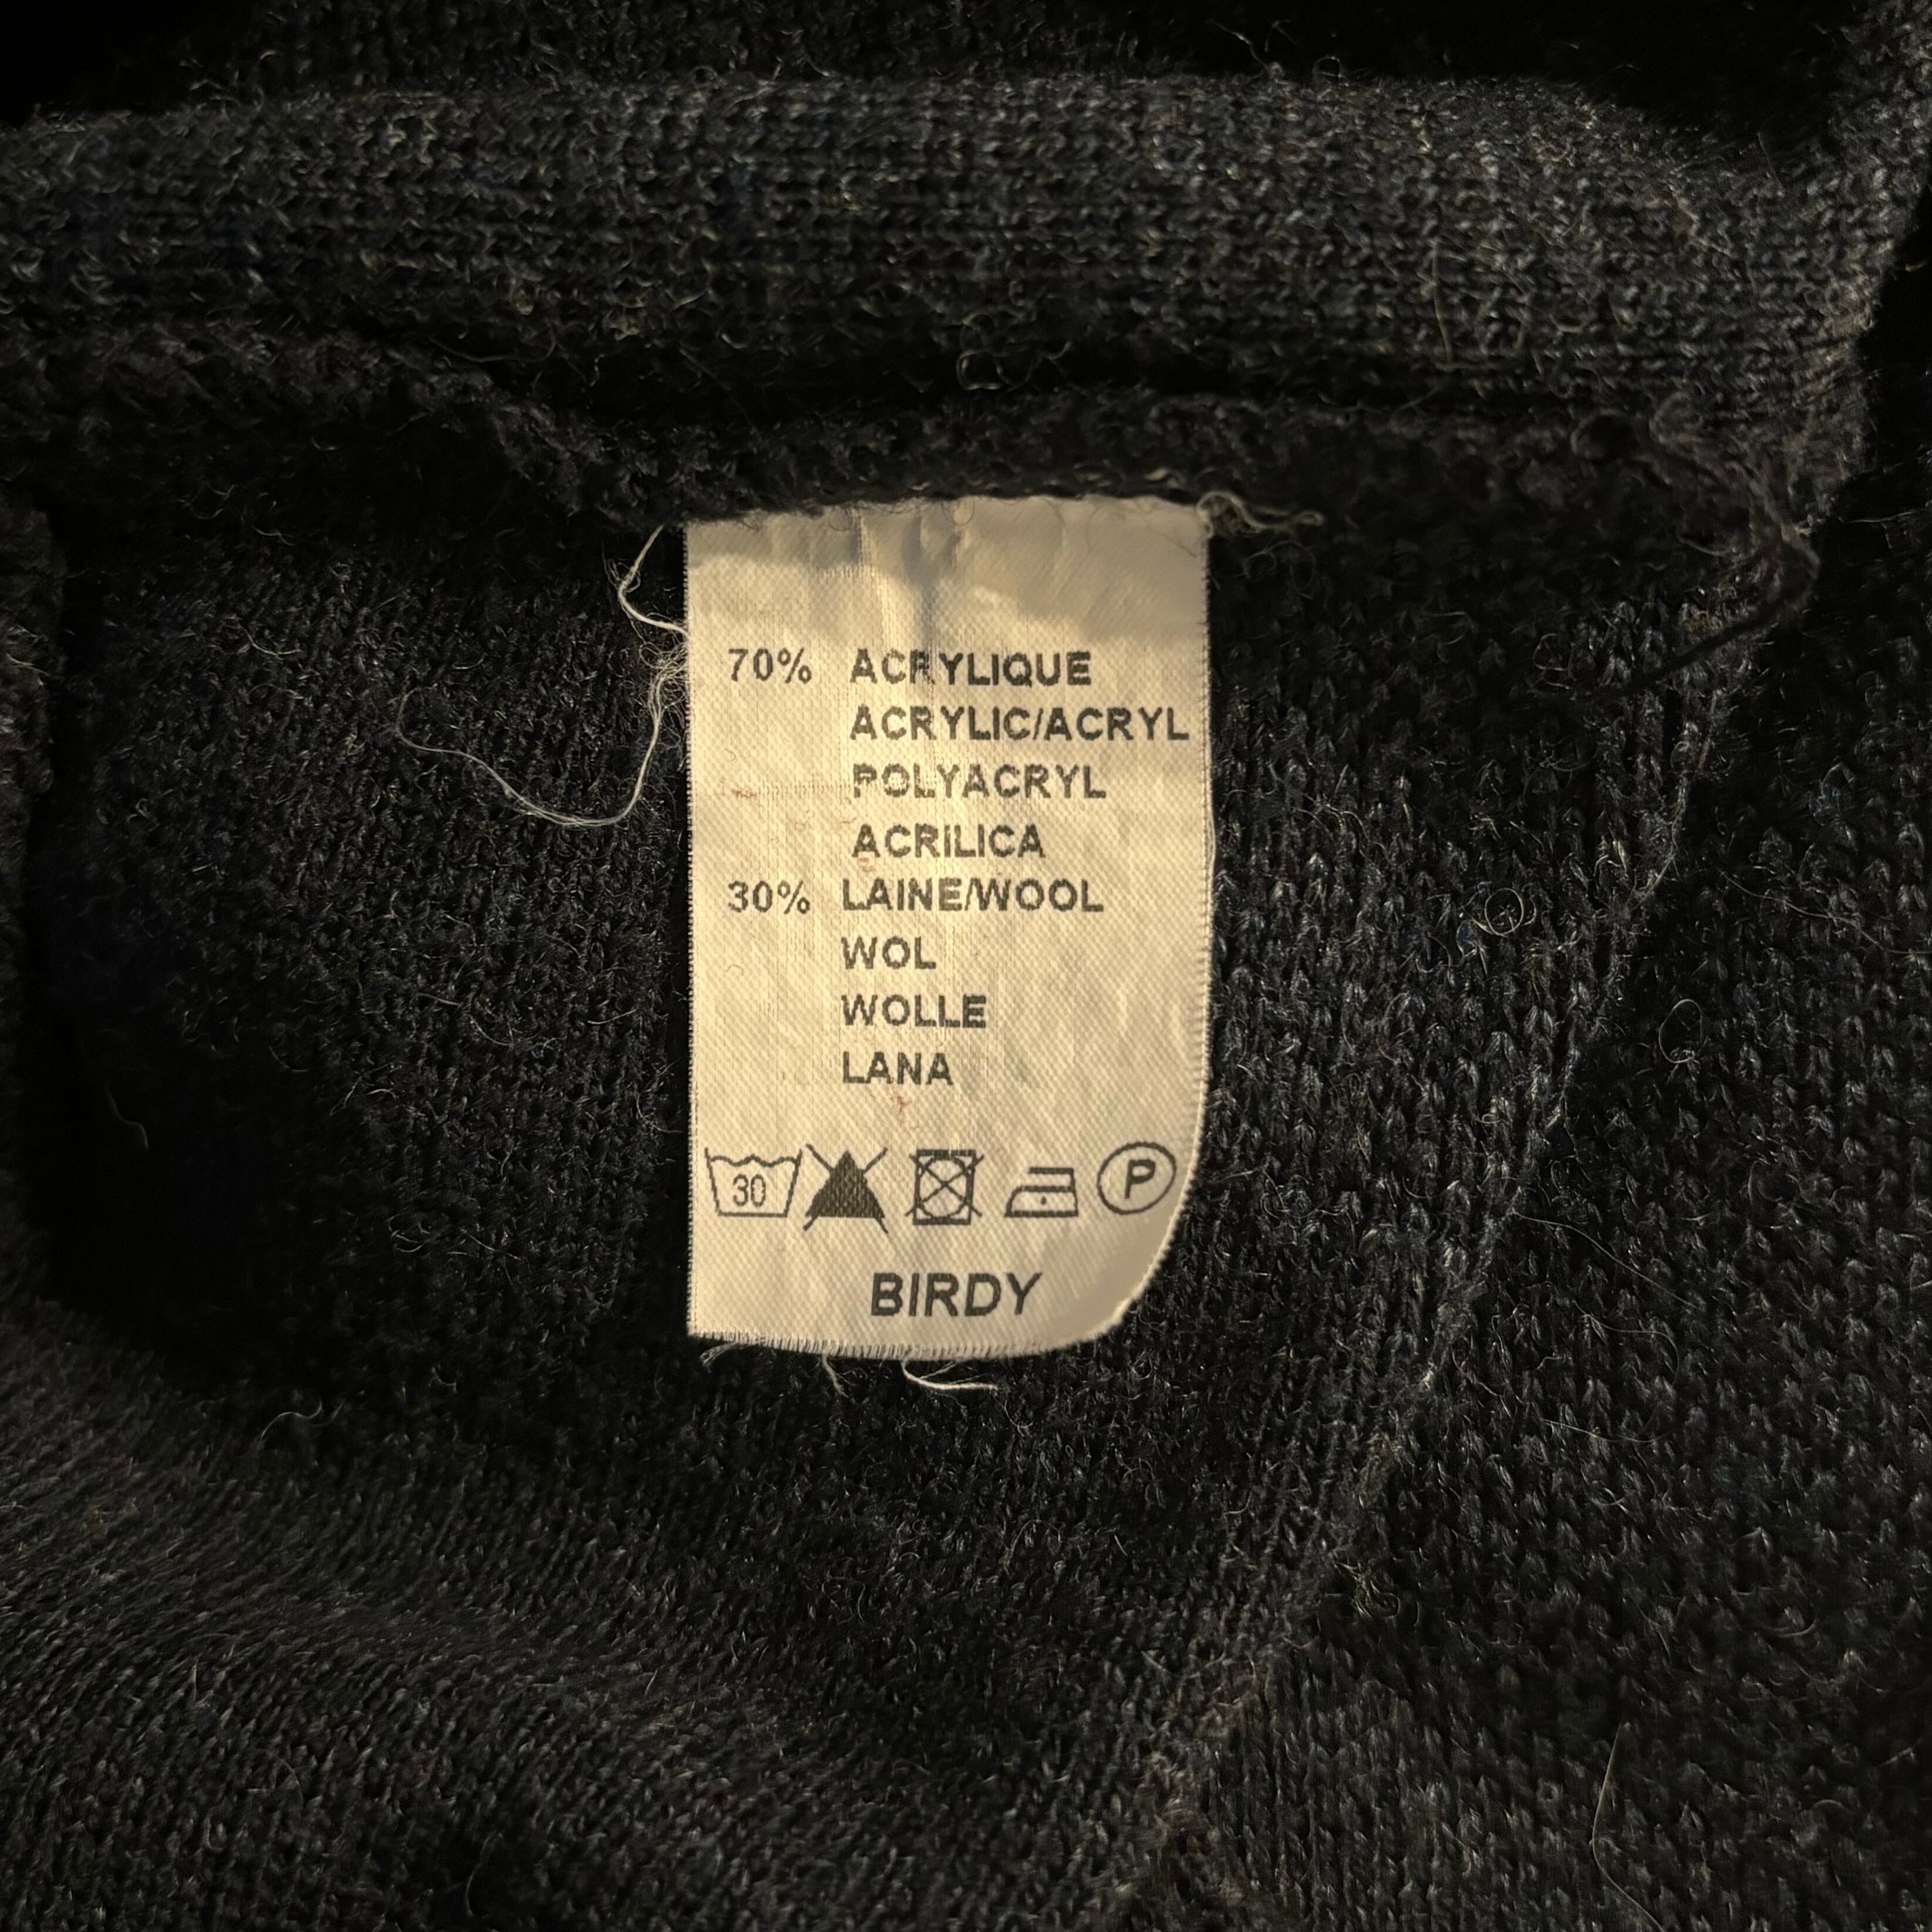 70% ACRYLIQUE
ACRYLIC/ACRYL
POLYACRYL
ACRILICA
30% LAINE/WOOL
WOL
WOLLE
LANA
30 P
BIRDY